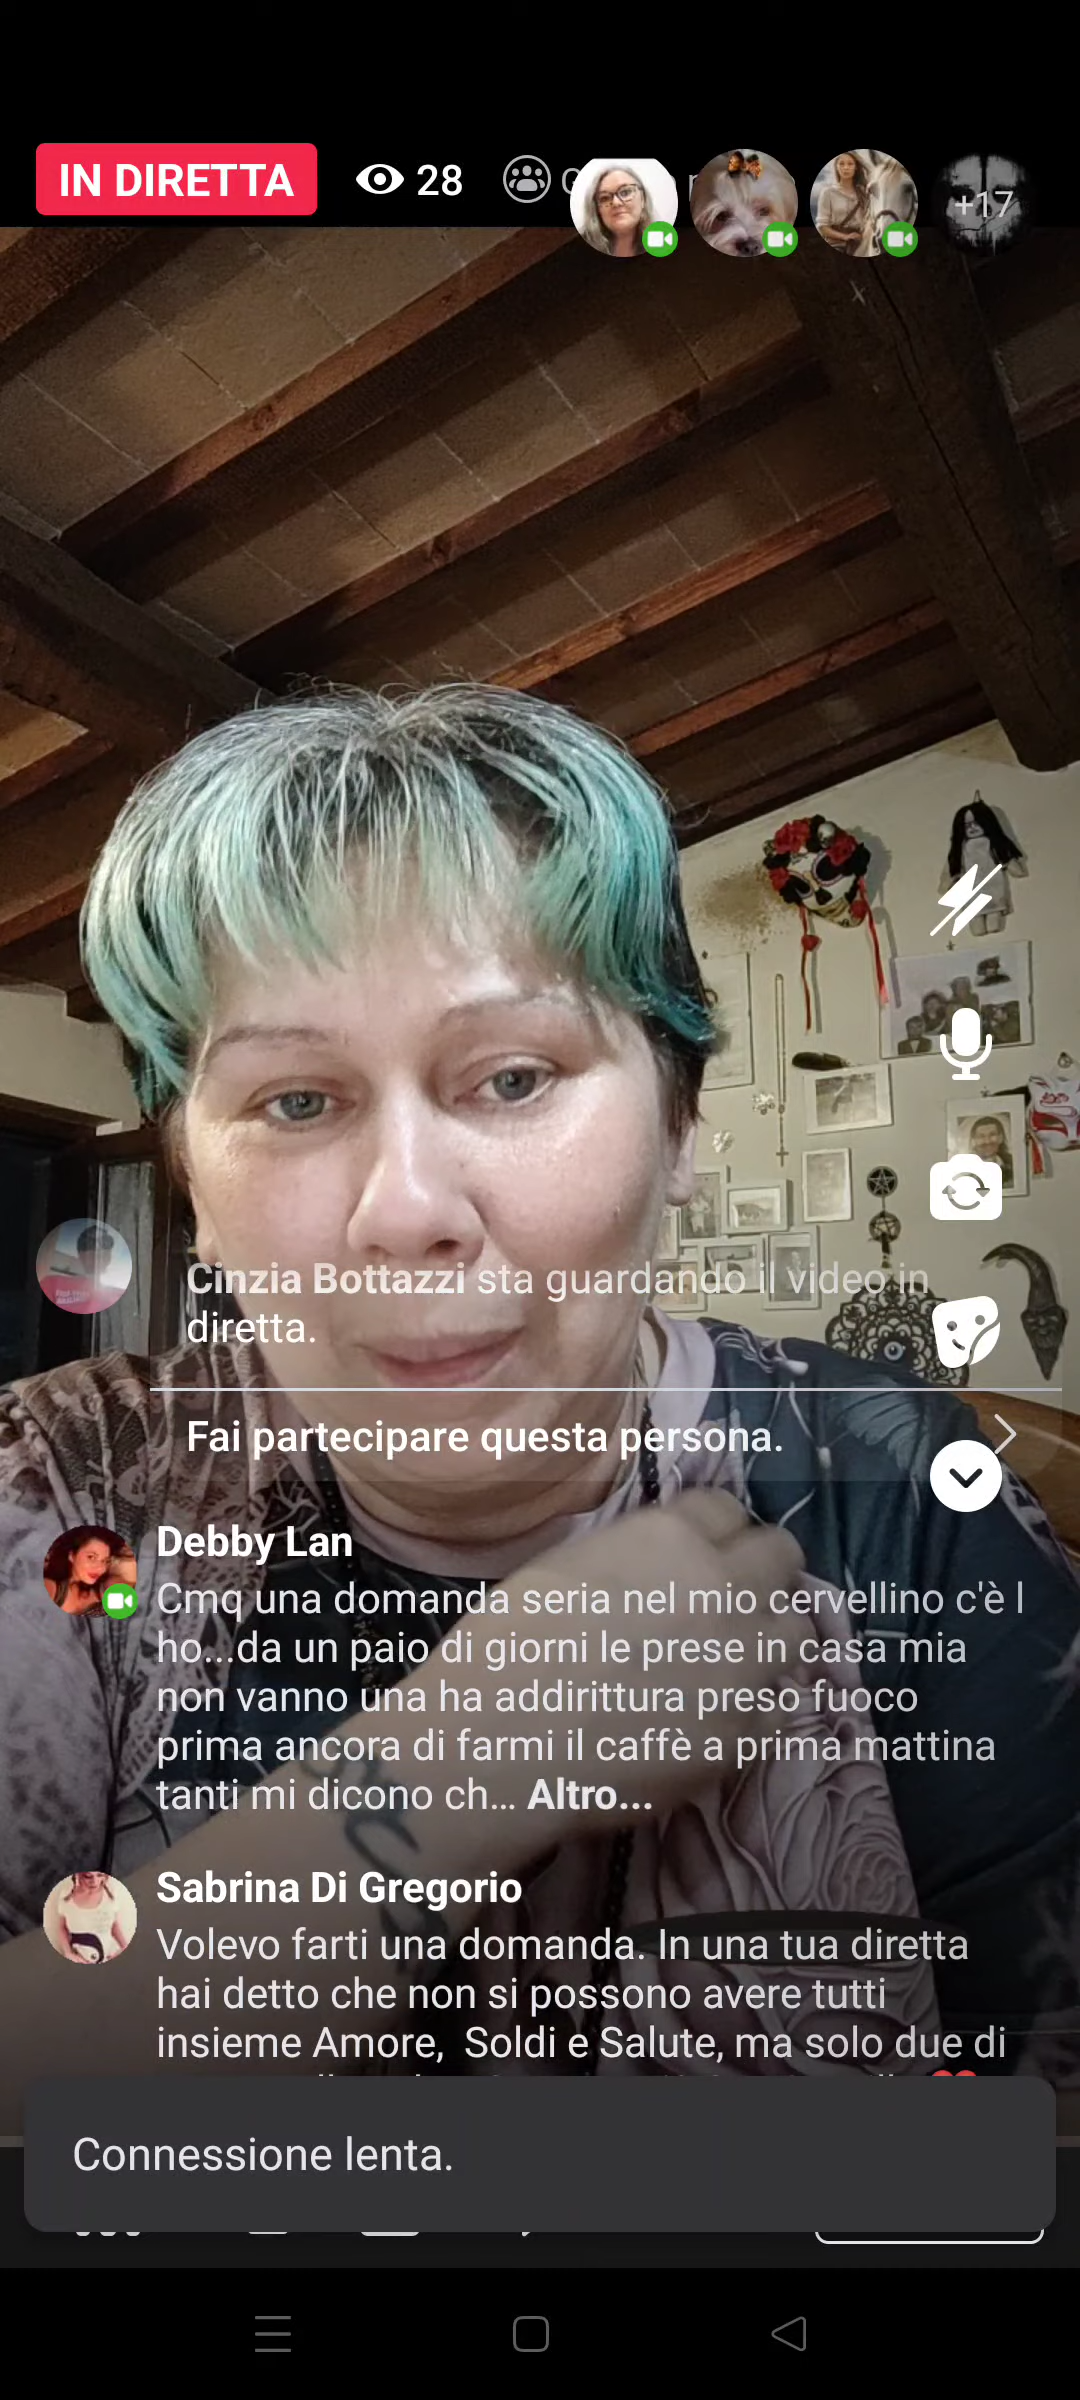 IN DIRETTA
28
+17
Cinzia Bottazzi sta guardando il video in
diretta.
Fai partecipare questa persona.
Debby Lan
Cmq una domanda seria nel mio cervellino c'è l
ho...da un paio di giorni le prese in casa mia
non vanno una ha addirittura preso fuoco
prima ancora di farmi il caffè a prima mattina
tanti mi dicono ch... Altro...
Sabrina Di Gregorio
Volevo farti una domanda. In una tua diretta
hai detto che non si possono avere tutti
insieme Amore,  Soldi e Salute, ma solo due di
Connessione lenta.